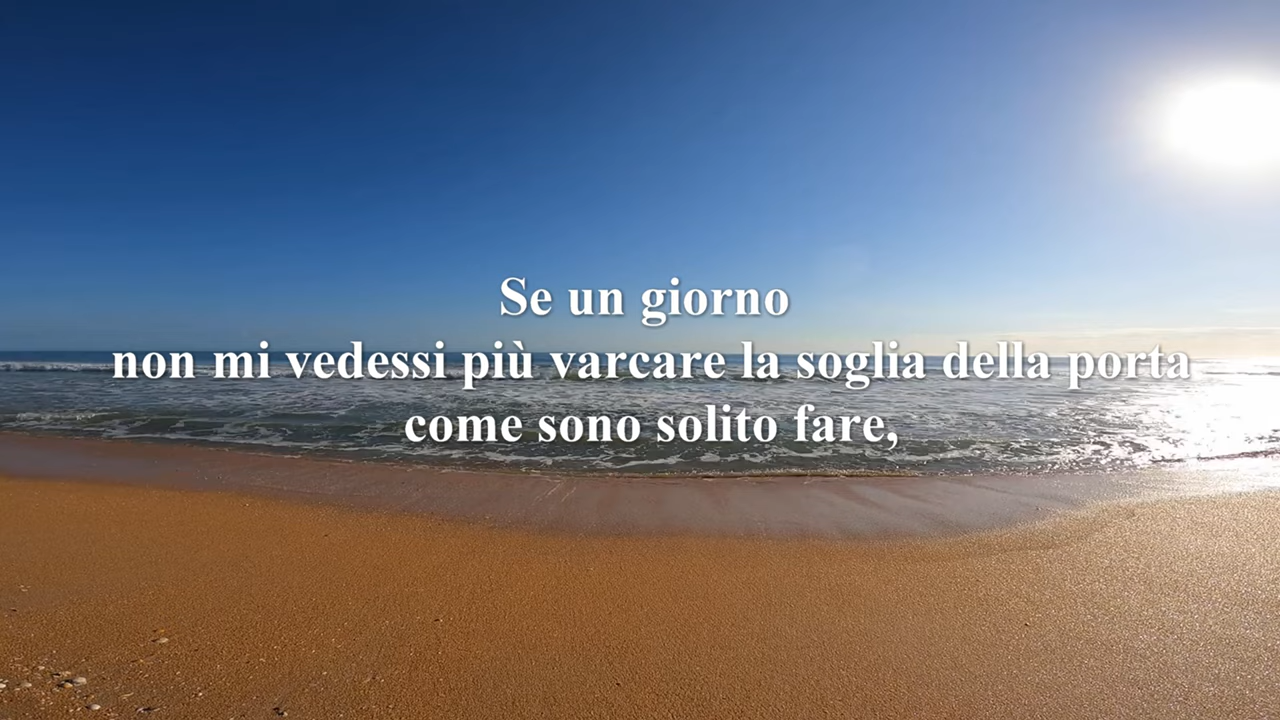 Se un giorno
non mi vedessi più varcare la soglia della porta
come sono solito fare,